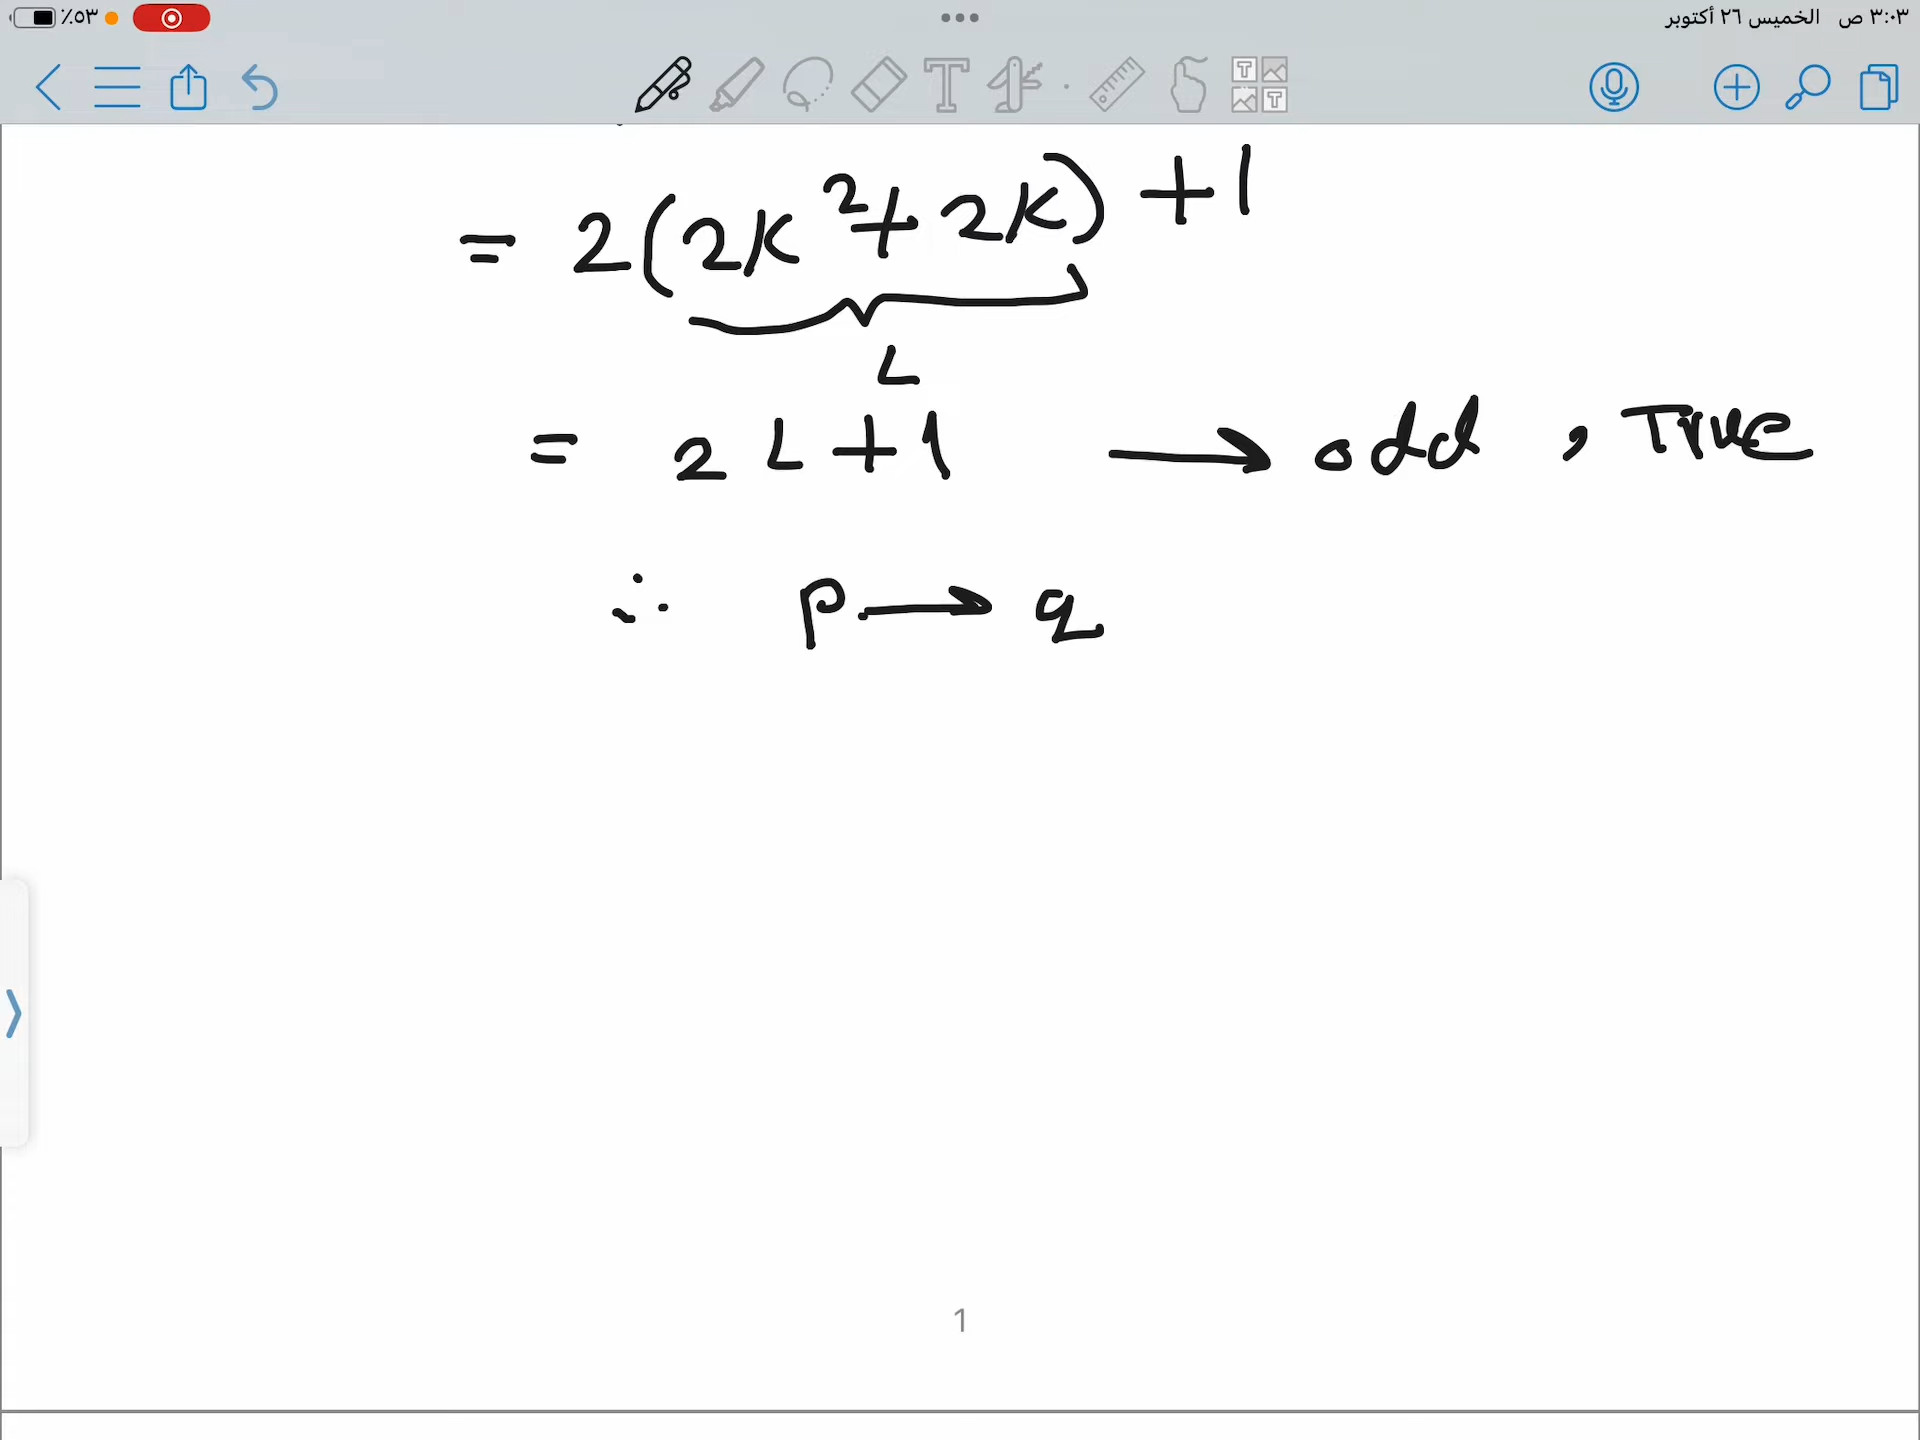 ٪٥٣ ٣:٠٣ ص الخميس ٢٦ أكتوبر
= 2(2k²+2k)+1
L
= 2L+1 → odd , True
∴ p → q
1